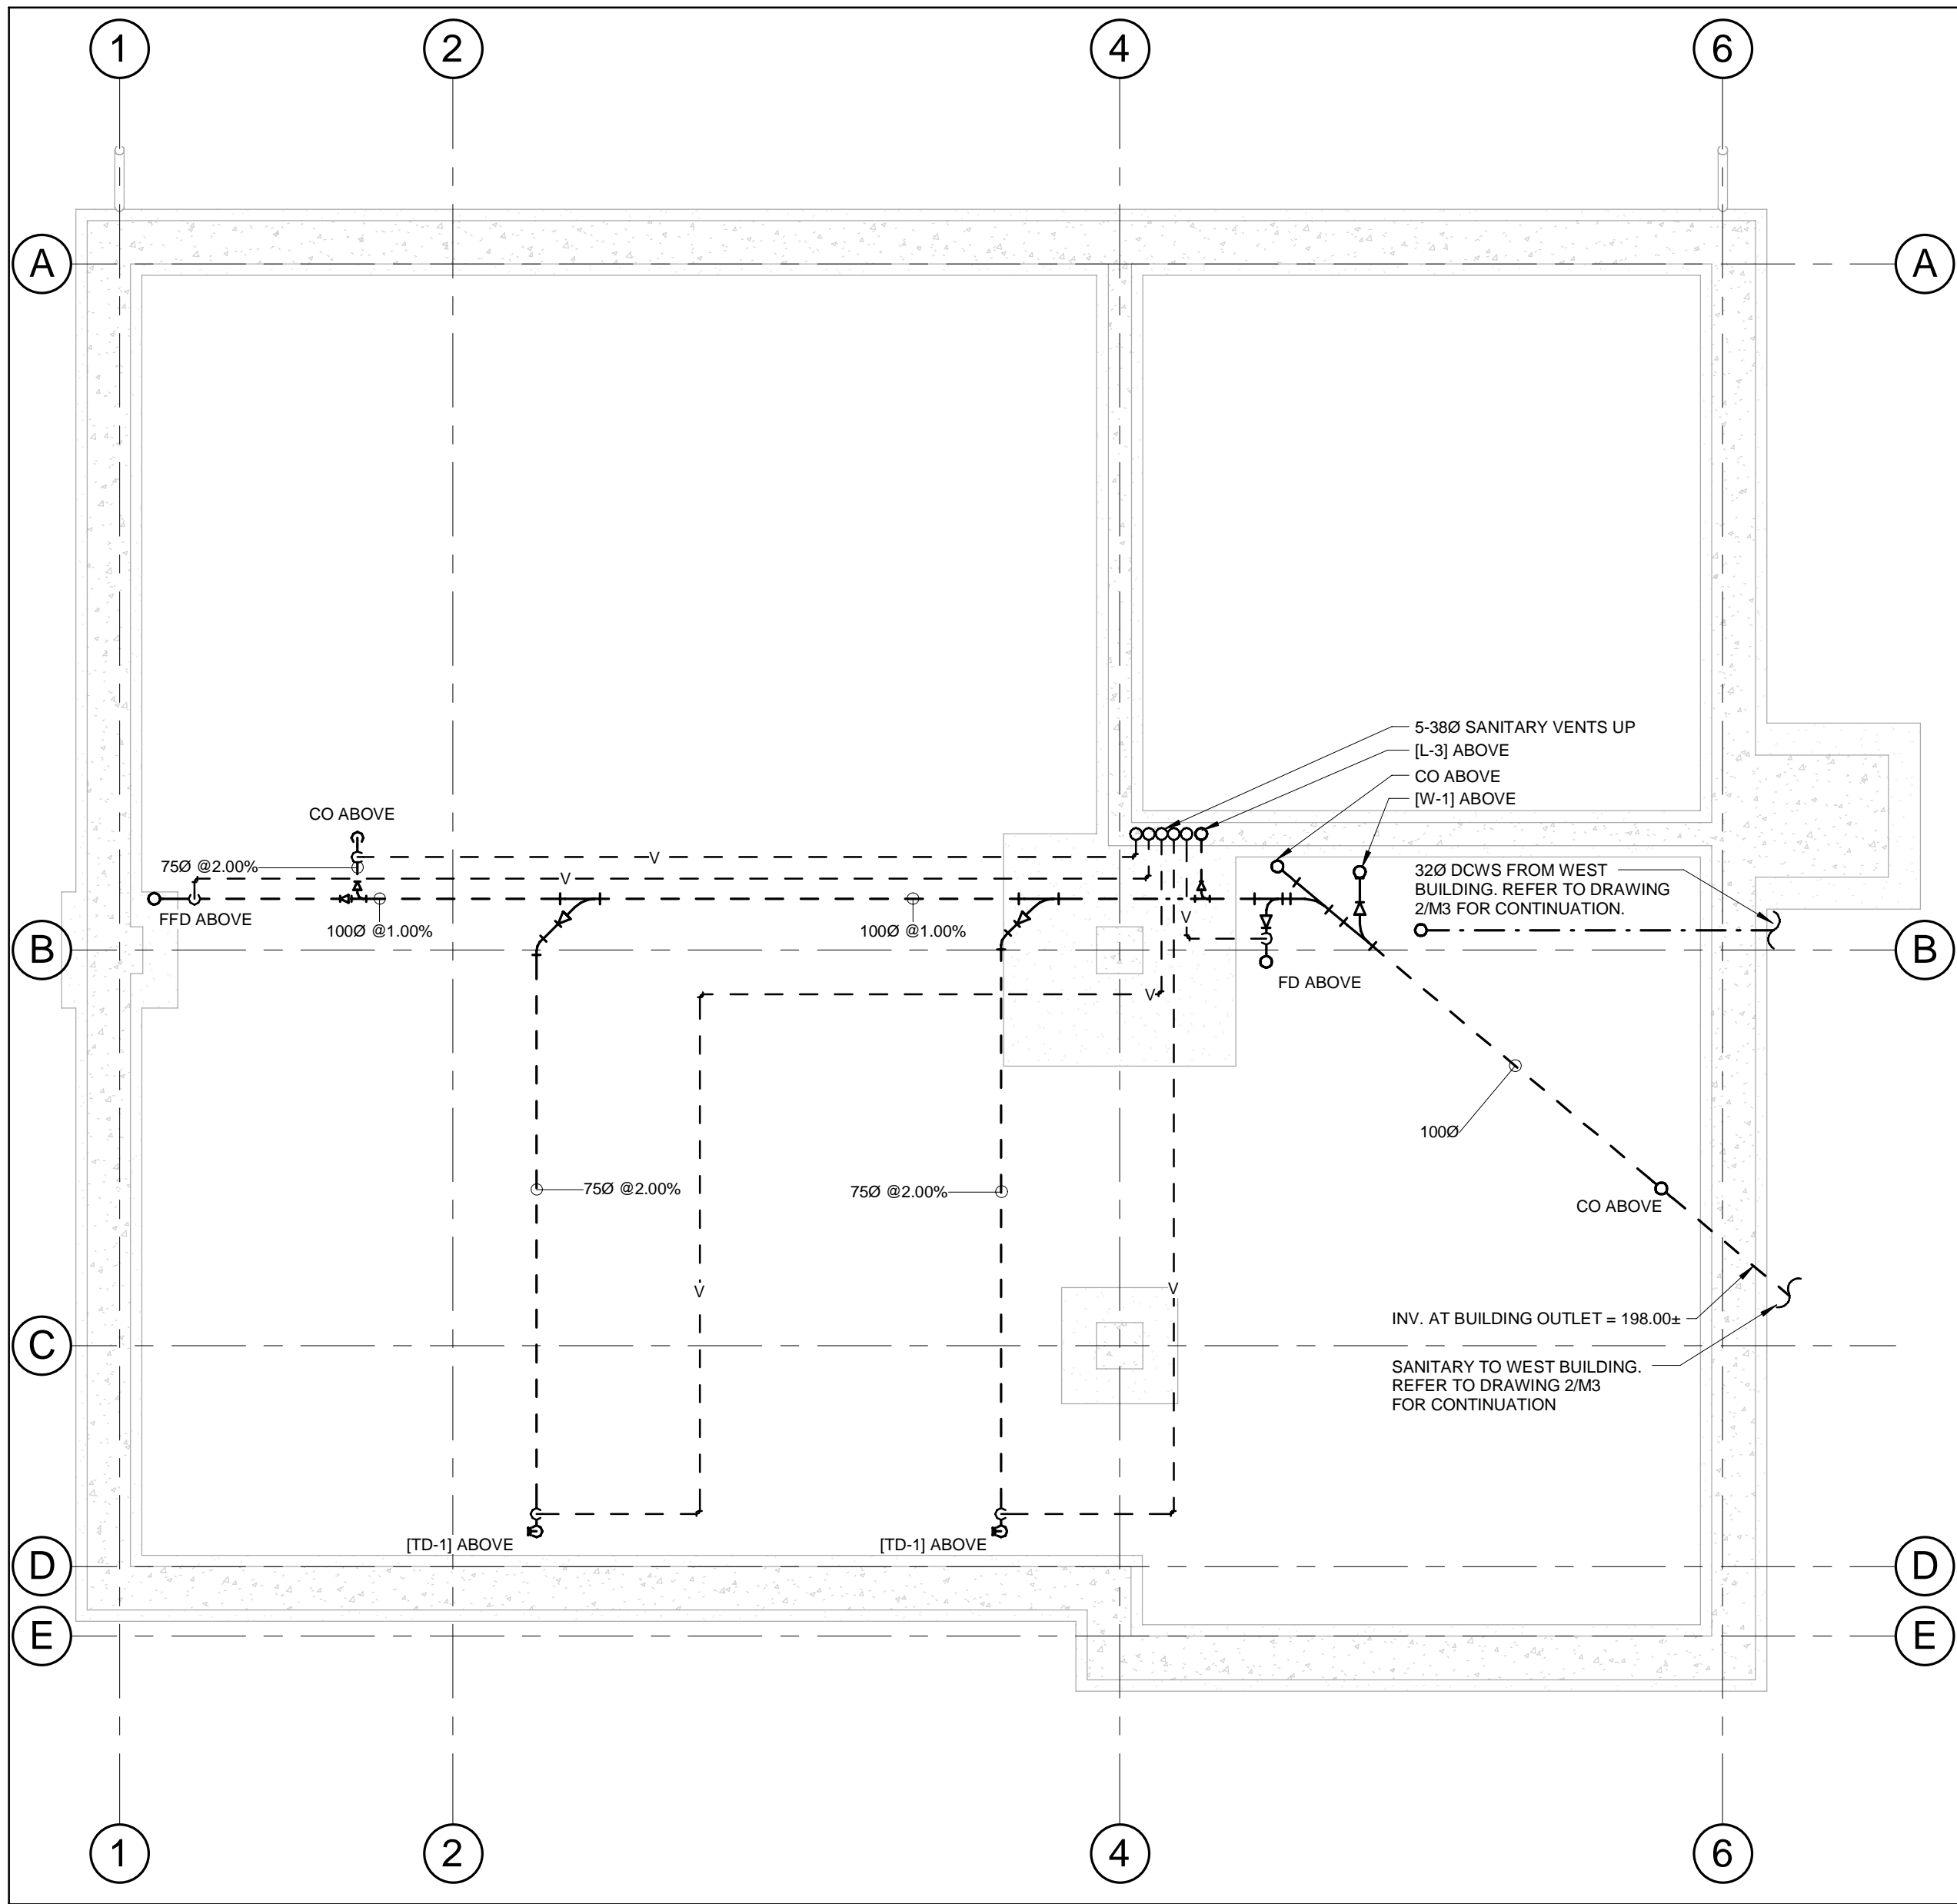 1
2
4
6
A
A
5-38Ø SANITARY VENTS UP
[L-3] ABOVE
CO ABOVE
[W-1] ABOVE
CO ABOVE
75Ø @2.00%
V
V
FFD ABOVE
100Ø @1.00%
100Ø @1.00%
V
32Ø DCWS FROM WEST
BUILDING. REFER TO DRAWING
2/M3 FOR CONTINUATION.
B
B
FD ABOVE
V
100Ø
75Ø @2.00%
75Ø @2.00%
CO ABOVE
V
V
INV. AT BUILDING OUTLET = 198.00±
C
SANITARY TO WEST BUILDING.
REFER TO DRAWING 2/M3
FOR CONTINUATION
[TD-1] ABOVE
[TD-1] ABOVE
D
D
E
E
1
2
4
6